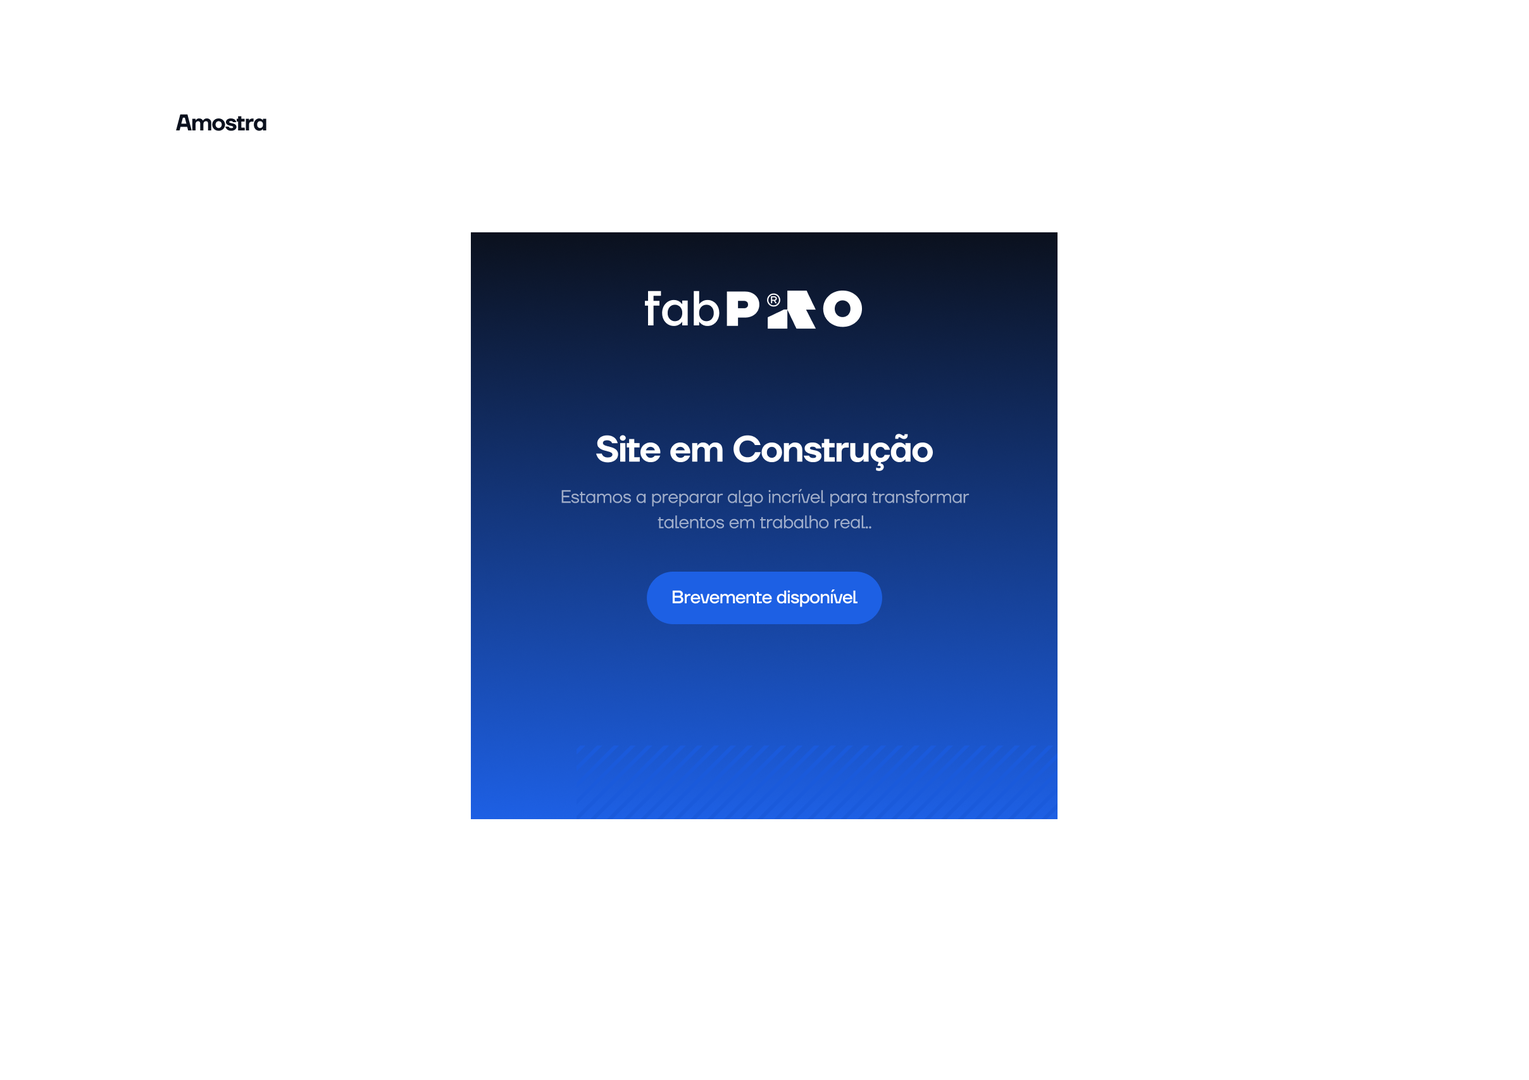 Amostra
fabPRO®
Site em Construção
Estamos a preparar algo incrível para transformar
talentos em trabalho real..
Brevemente disponível